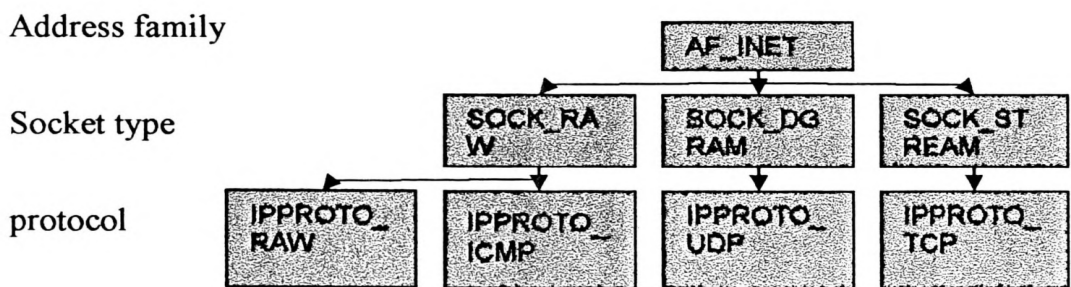 Address family
AF_INET
Socket type
SOCK_RA
W
SOCK_DG
RAM
SOCK_ST
REAM
protocol
IPPROTO_
RAW
IPPROTO_
ICMP
IPPROTO_
UDP
IPPROTO_
TCP